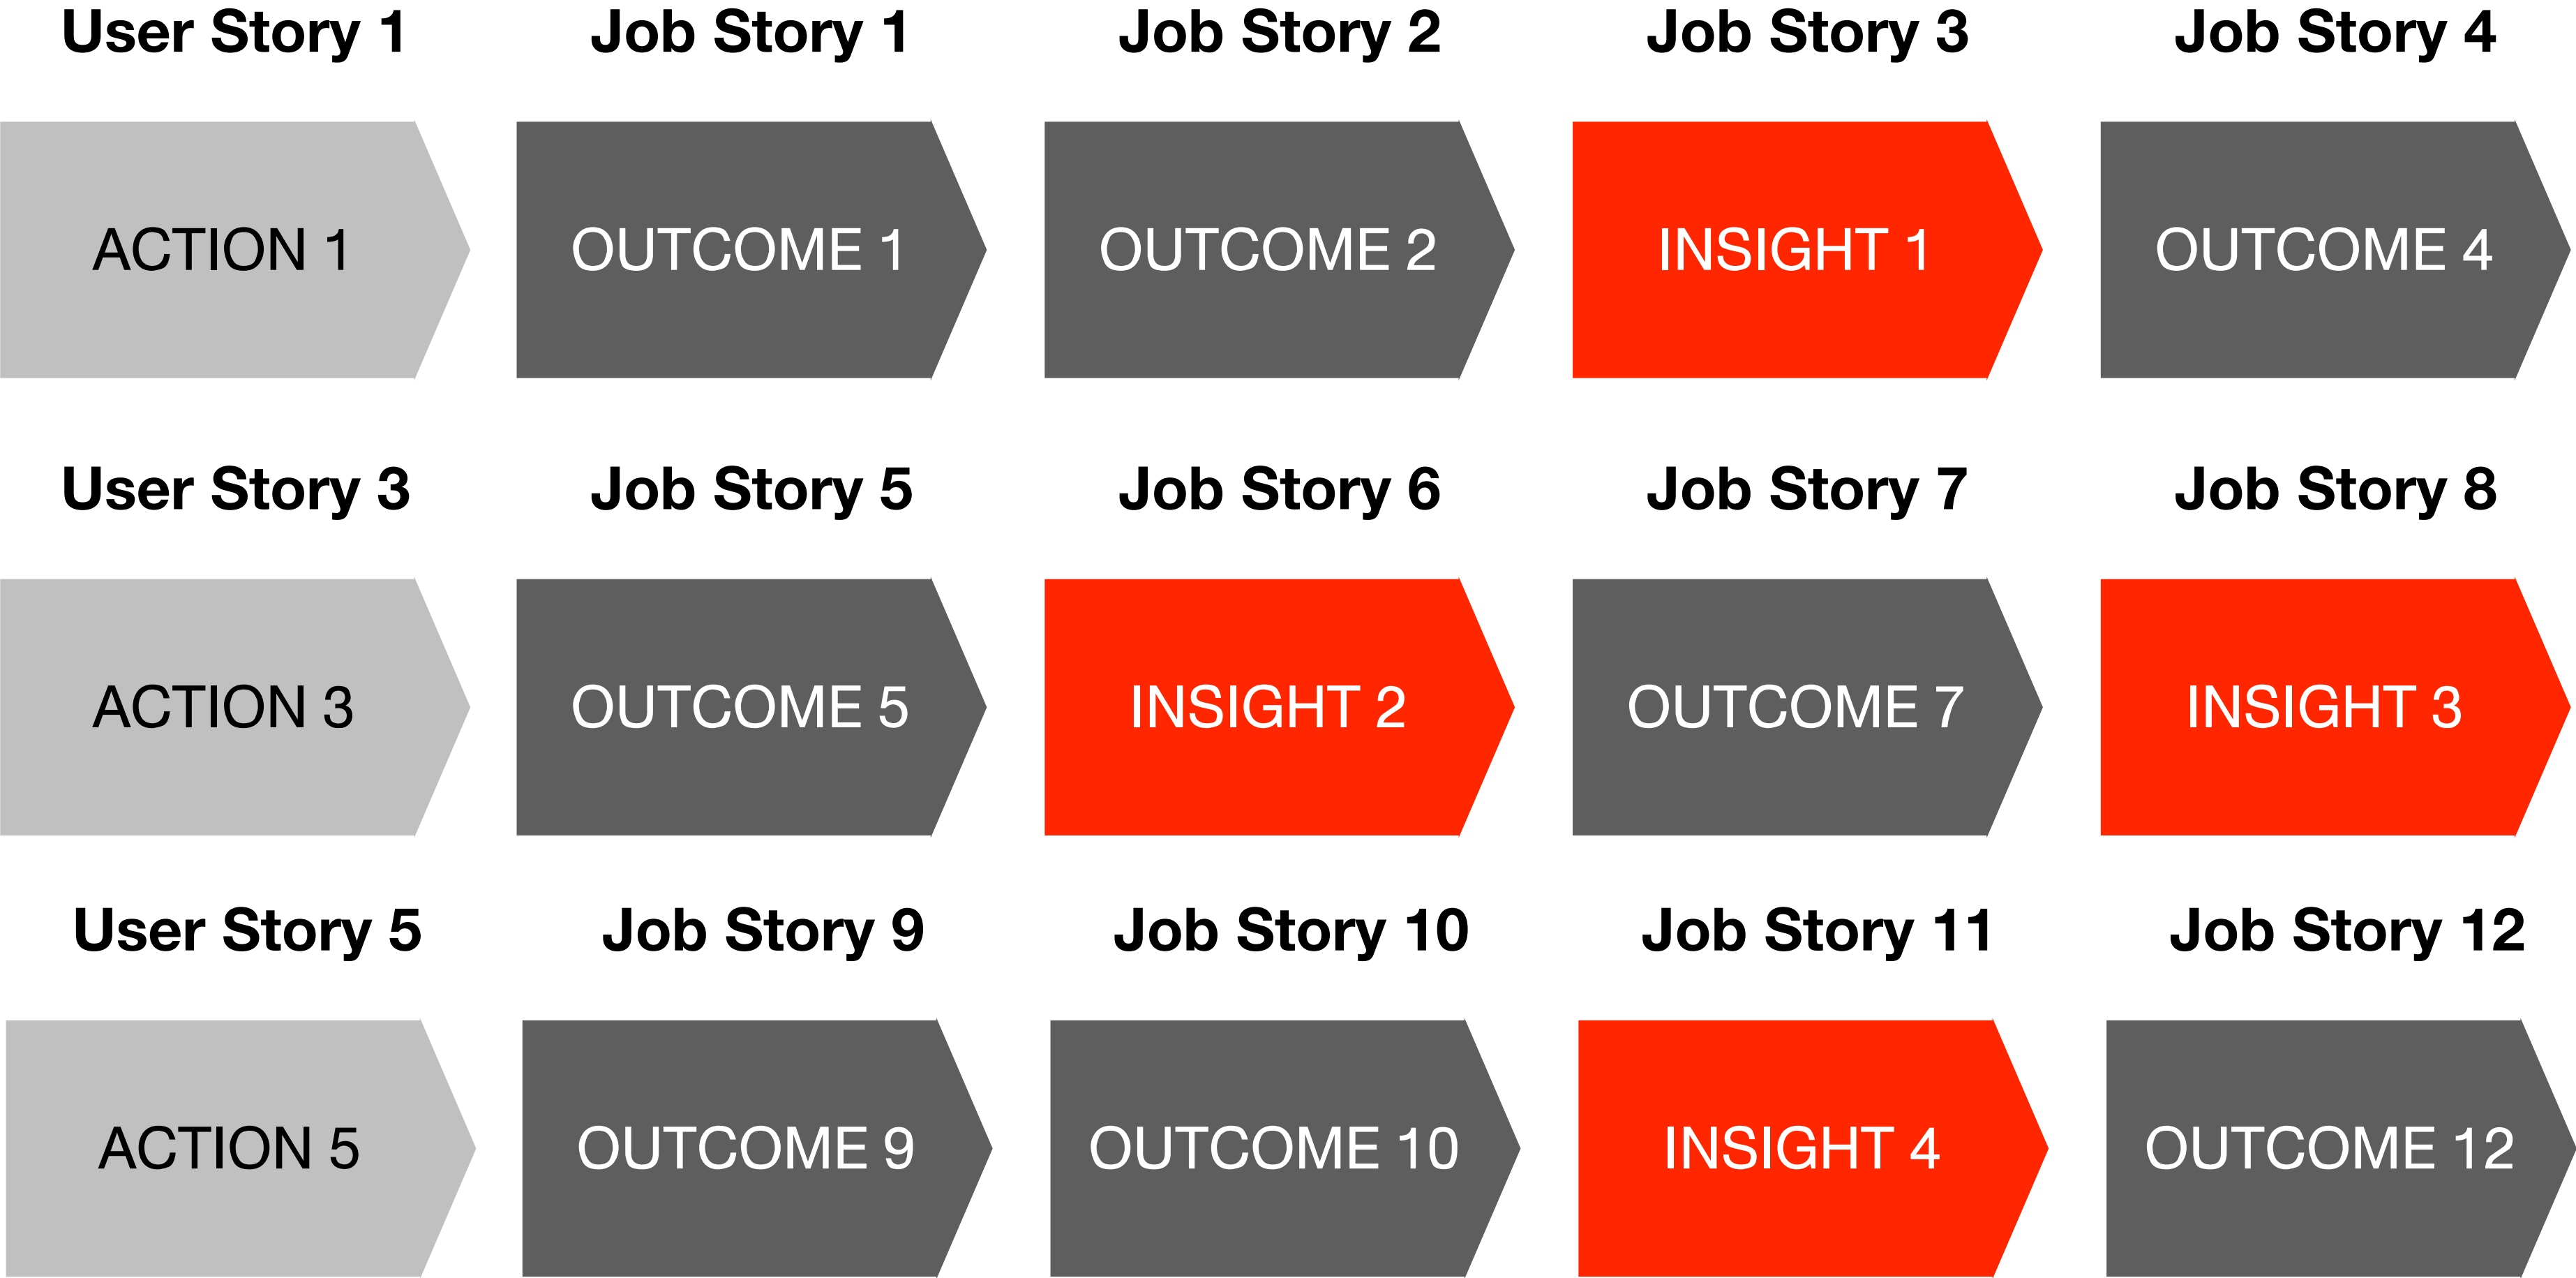 User Story 1 Job Story 1 Job Story 2 Job Story 3 Job Story 4
ACTION 1 OUTCOME 1 OUTCOME 2 INSIGHT 1 OUTCOME 4
User Story 3 Job Story 5 Job Story 6 Job Story 7 Job Story 8
ACTION 3 OUTCOME 5 INSIGHT 2 OUTCOME 7 INSIGHT 3
User Story 5 Job Story 9 Job Story 10 Job Story 11 Job Story 12
ACTION 5 OUTCOME 9 OUTCOME 10 INSIGHT 4 OUTCOME 12